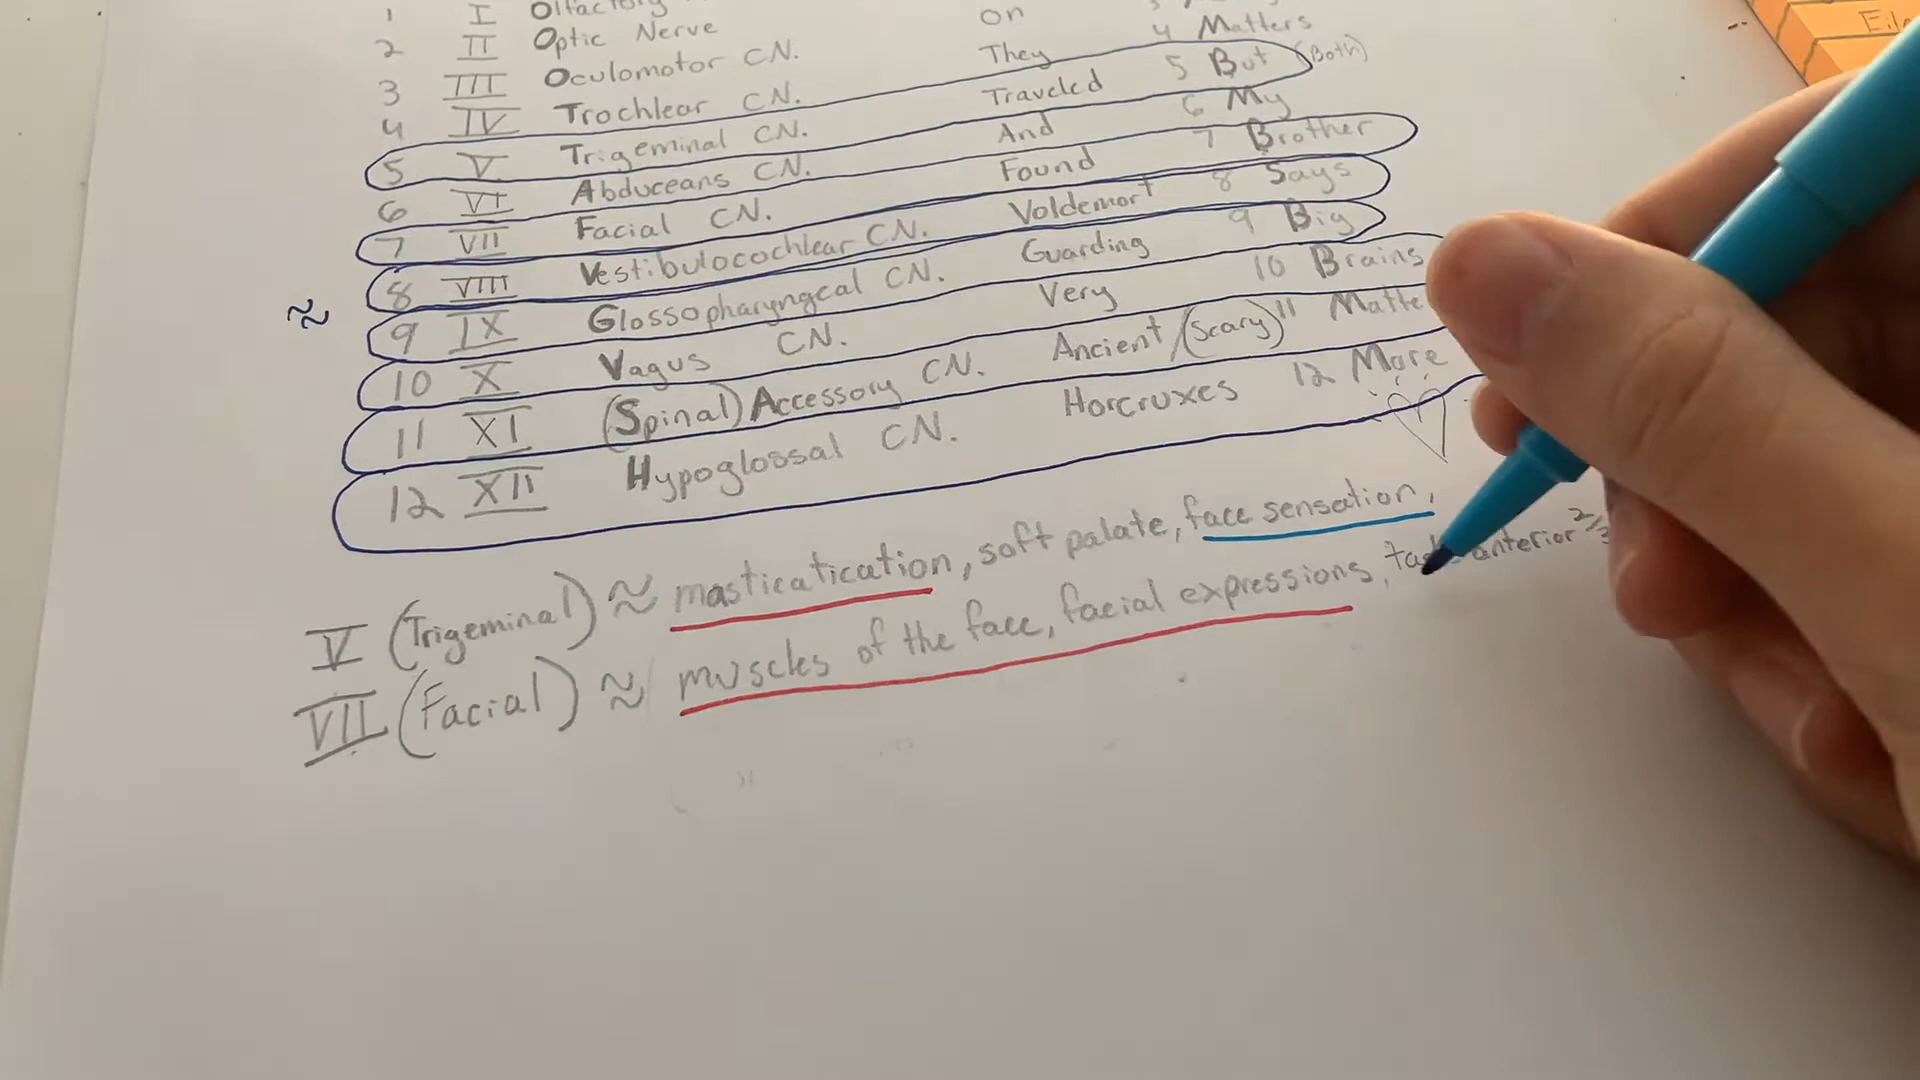 1 I Olfactory On
2 II Optic Nerve They 4 Matters
3 III Oculomotor CN. Traveled 5 But (Both)
4 IV Trochlear CN. And 6 My
5 V Trigeminal CN. Found 7 Brother
6 VI Abduceans CN. Voldemort 8 Says
7 VII Facial CN. Guarding 9 Big
8 VIII Vestibulocochlear CN. Very 10 Brains
9 IX Glossopharyngeal CN. Ancient/(Scary) 11 Matte
10 X Vagus CN. Horcruxes 12 More
11 XI (Spinal) Accessory CN.
12 XII Hypoglossal CN.
V (Trigeminal) ≈ masticatication, soft palate, face sensation,
VII (Facial) ≈ muscles of the face, facial expressions, anterior 2/3